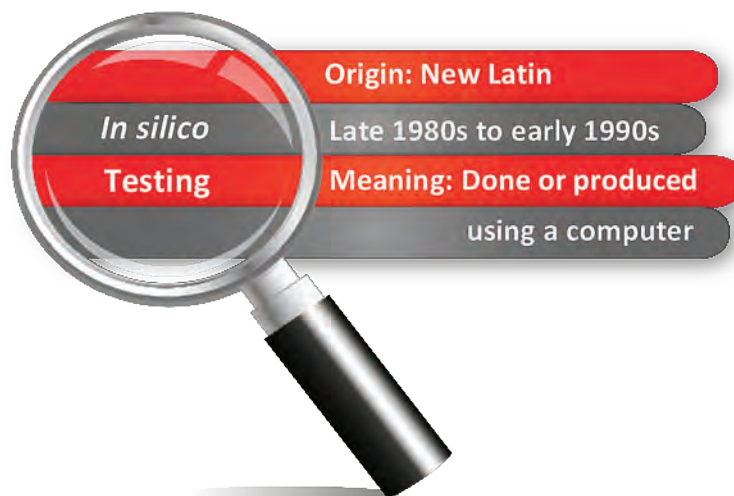 Origin: New Latin
In silico
Late 1980s to early 1990s
Testing
Meaning: Done or produced
using a computer